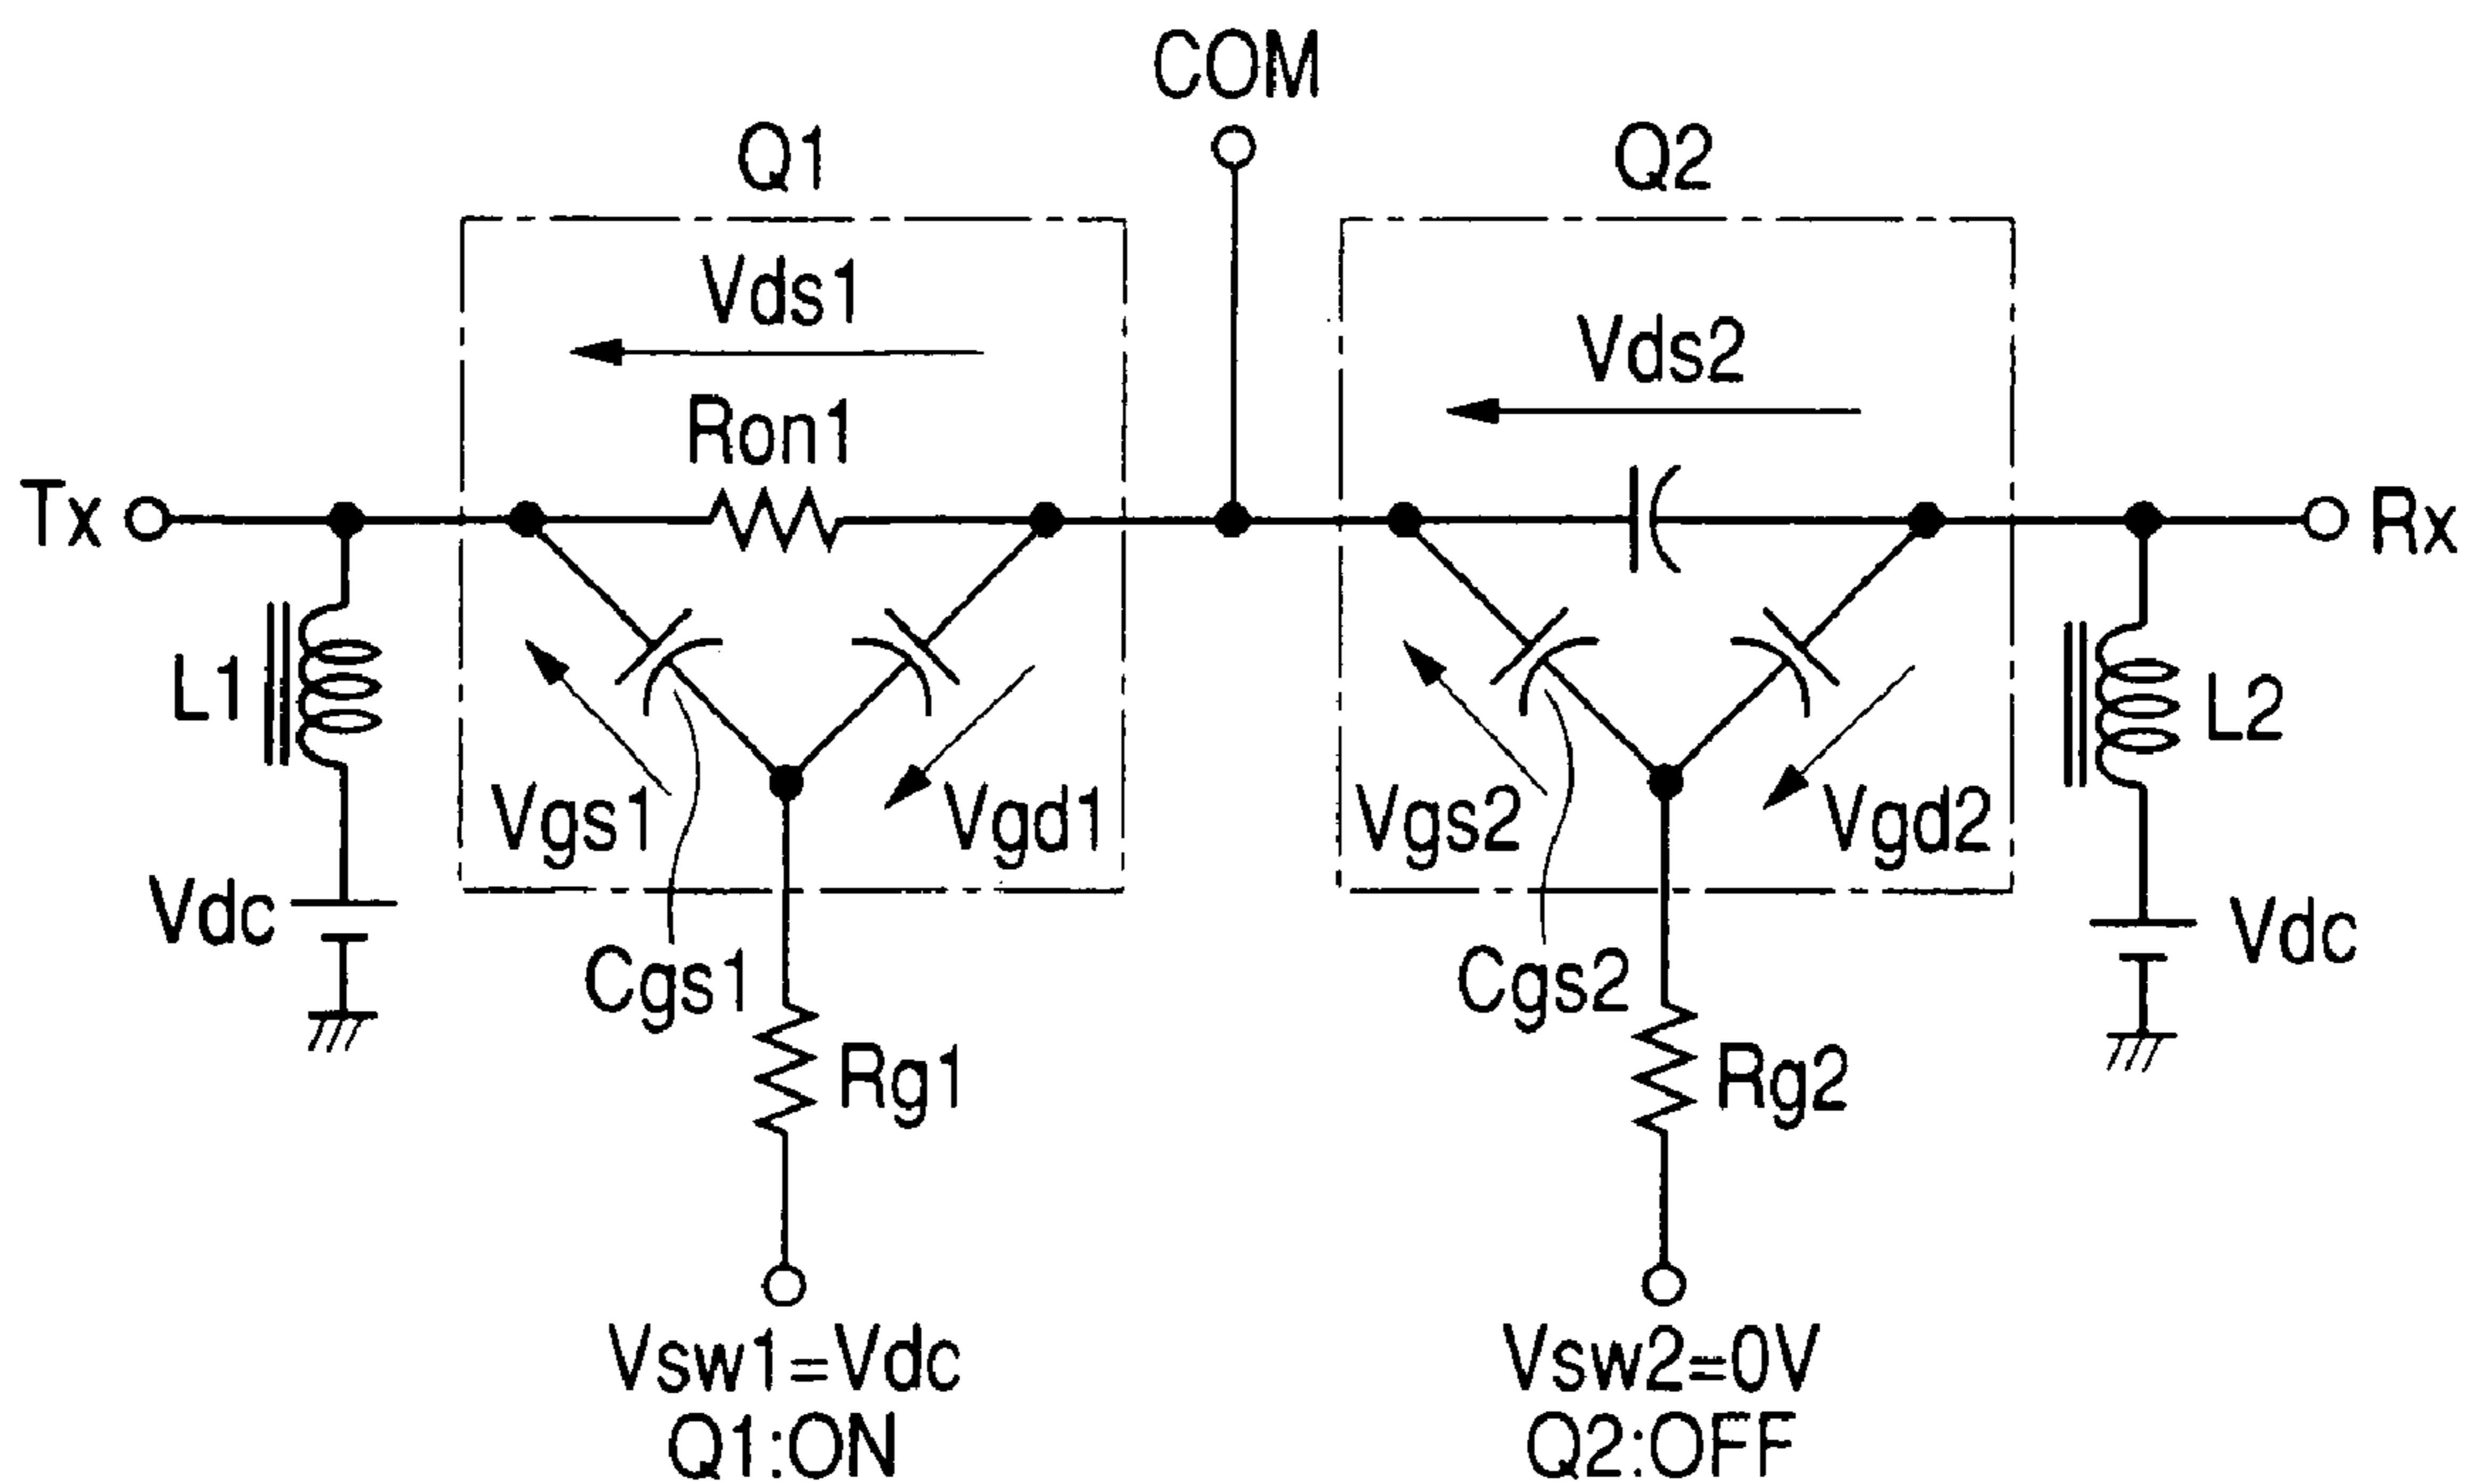 COM
Q1
Q2
Vds1
Vds2
Ron1
Tx
Rx
L1
L2
Vgs1
Vgd1
Vgs2
Vgd2
Vdc
Vdc
Cgs1
Cgs2
Rg1
Rg2
Vsw1=Vdc
Q1:ON
Vsw2=0V
Q2:OFF